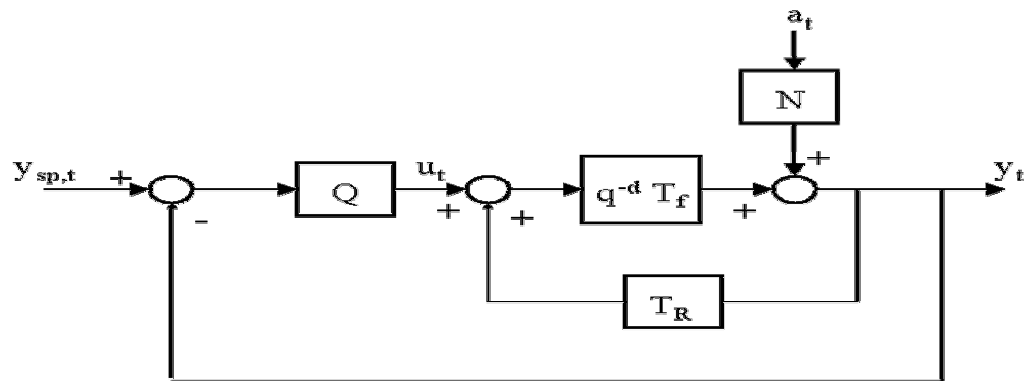 a_t
N
y_sp,t
+
-
Q
u_t
+
+
q^-d T_f
+
+
y_t
T_R